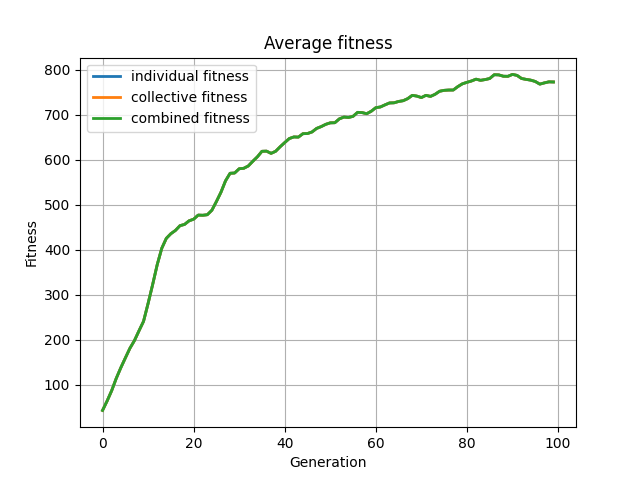 Average fitness
individual fitness
collective fitness
combined fitness
800
700
600
500
400
300
200
100
Fitness
0 20 40 60 80 100
Generation